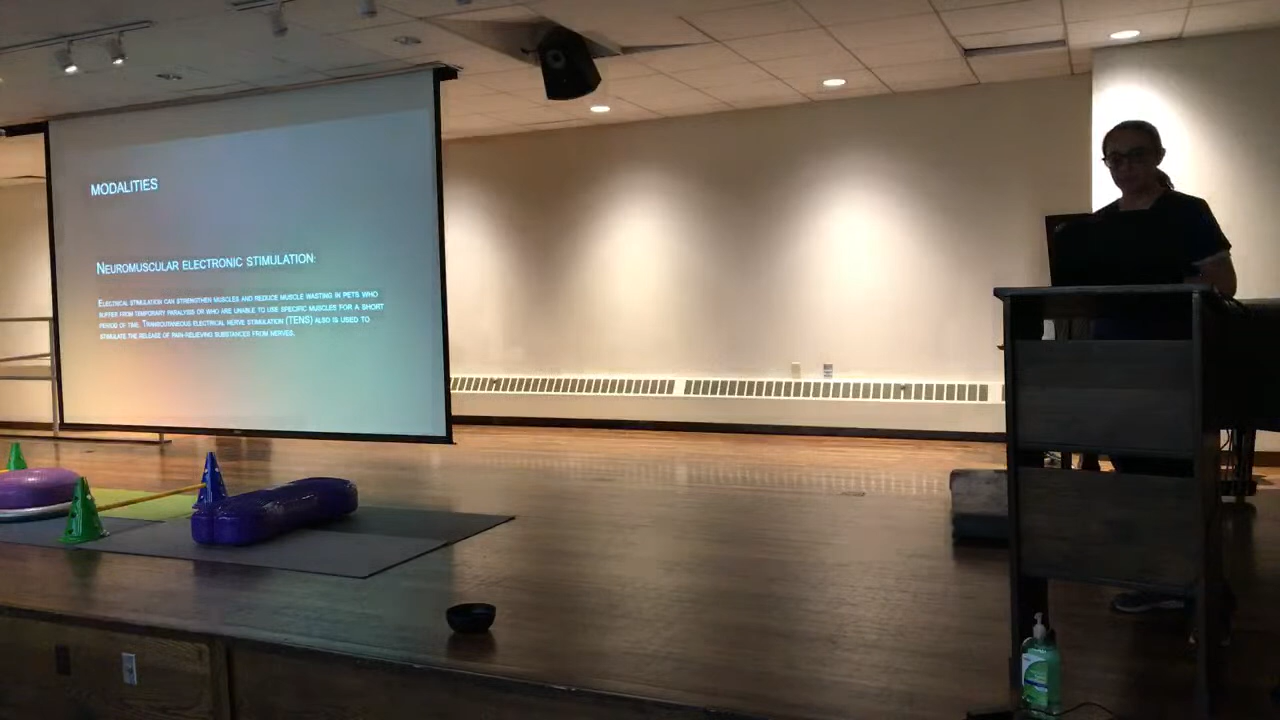 MODALITIES
NEUROMUSCULAR ELECTRONIC STIMULATION:
ELECTRICAL STIMULATION CAN STRENGTHEN MUSCLES AND REDUCE MUSCLE WASTING IN PETS WHO
SUFFER FROM TEMPORARY PARALYSIS OR WHO ARE UNABLE TO USE SPECIFIC MUSCLES FOR A SHORT
PERIOD OF TIME. TRANSCUTANEOUS ELECTRICAL NERVE STIMULATION (TENS) ALSO IS USED TO
STIMULATE THE RELEASE OF PAIN-RELIEVING SUBSTANCES FROM NERVES.